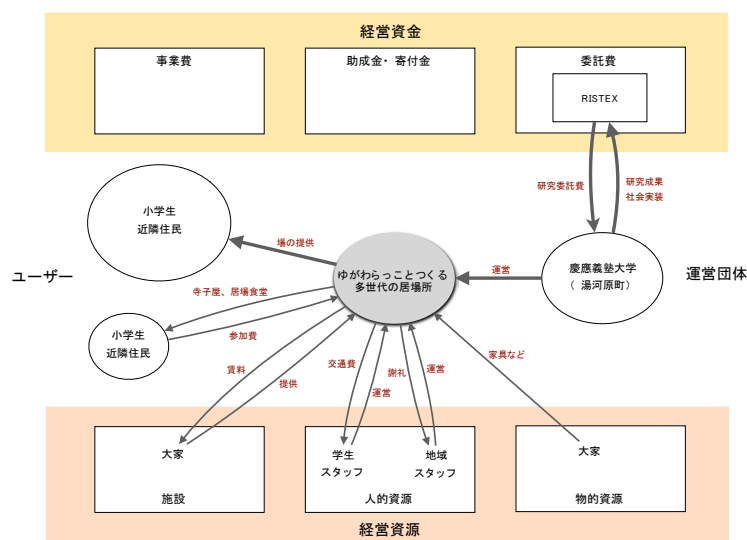 経営資金
事業費
助成金・寄付金
委託費
RISTEX
研究委託費
研究成果
社会実装
小学生
近隣住民
場の提供
ユーザー
ゆがわらっことつくる
多世代の居場所
運営
慶應義塾大学
（ 湯河原町）
運営団体
寺子屋、居場食堂
参加費
小学生
近隣住民
賃料
提供
交通費
運営
謝礼
運営
家具など
大家
施設
学生
スタッフ
地域
スタッフ
人的資源
大家
物的資源
経営資源